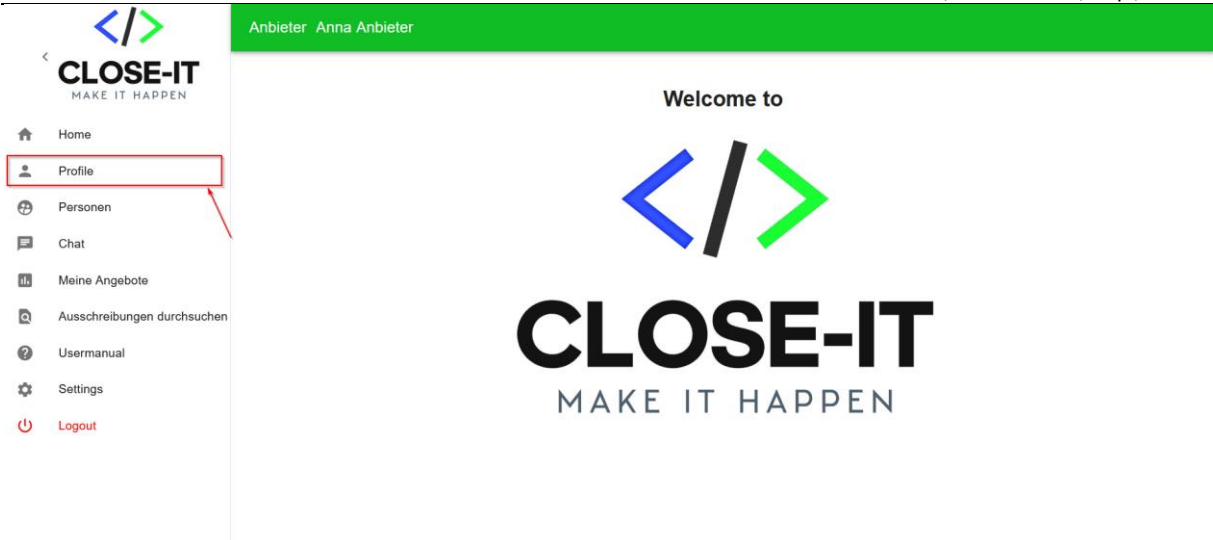 CLOSE-IT
MAKE IT HAPPEN
Home
Profile
Personen
Chat
Meine Angebote
Ausschreibungen durchsuchen
Usermanual
Settings
Logout
Anbieter Anna Anbieter
Welcome to
</>
CLOSE-IT
MAKE IT HAPPEN